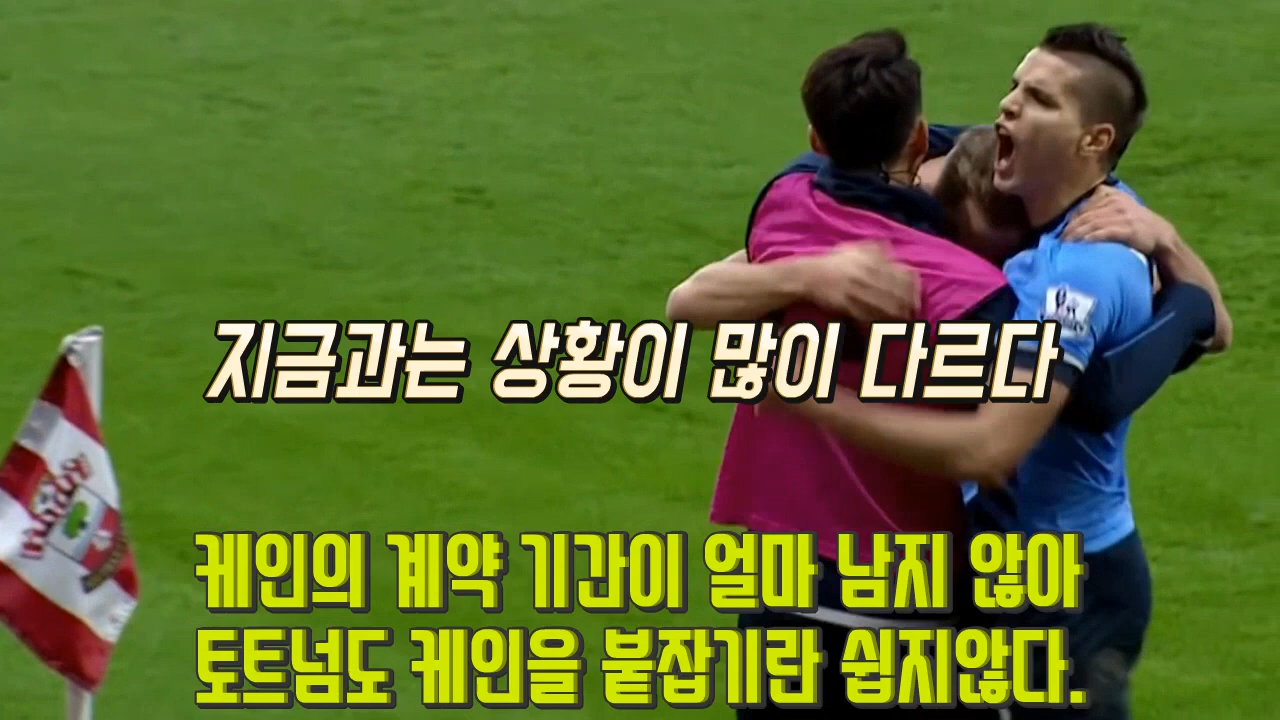 지금과는 상황이 많이 다르다
케인의 계약 기간이 얼마 남지 않아
토트넘도 케인을 붙잡기란 쉽지않다.